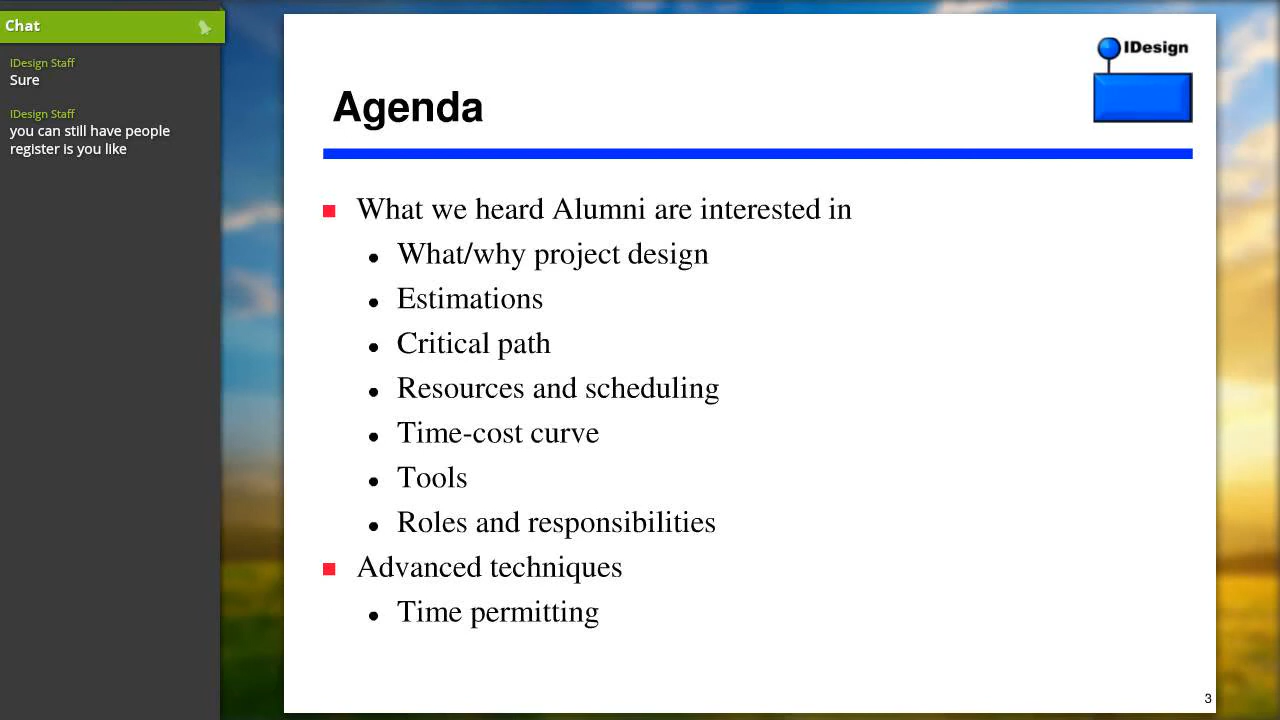 Chat
IDesign Staff
Sure
IDesign Staff
you can still have people
register is you like
IDesign
Agenda
What we heard Alumni are interested in
What/why project design
Estimations
Critical path
Resources and scheduling
Time-cost curve
Tools
Roles and responsibilities
Advanced techniques
Time permitting
3